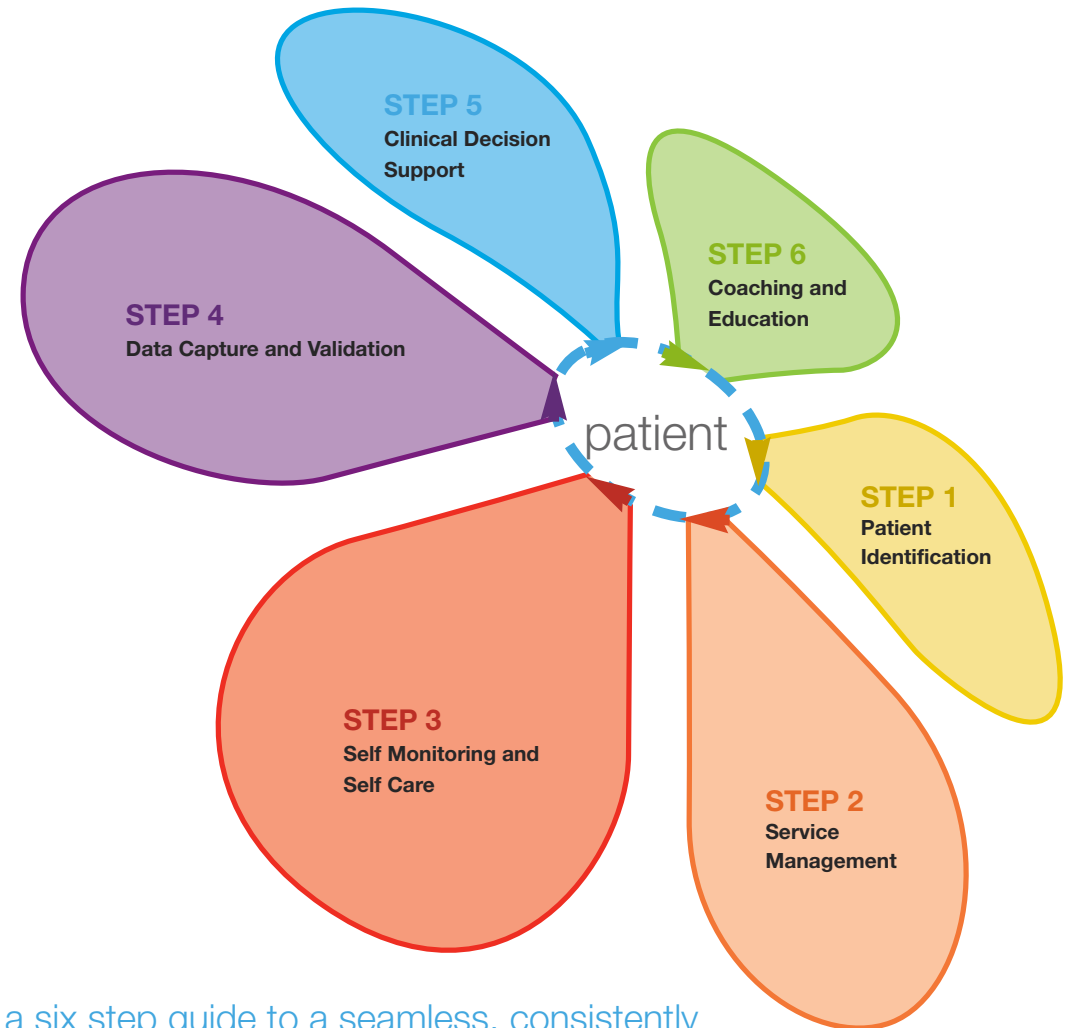 STEP 5
Clinical Decision
Support
STEP 6
Coaching and
Education
STEP 4
Data Capture and Validation
patient
STEP 1
Patient
Identification
STEP 3
Self Monitoring and
Self Care
STEP 2
Service
Management
a six step guide to a seamless, consistently